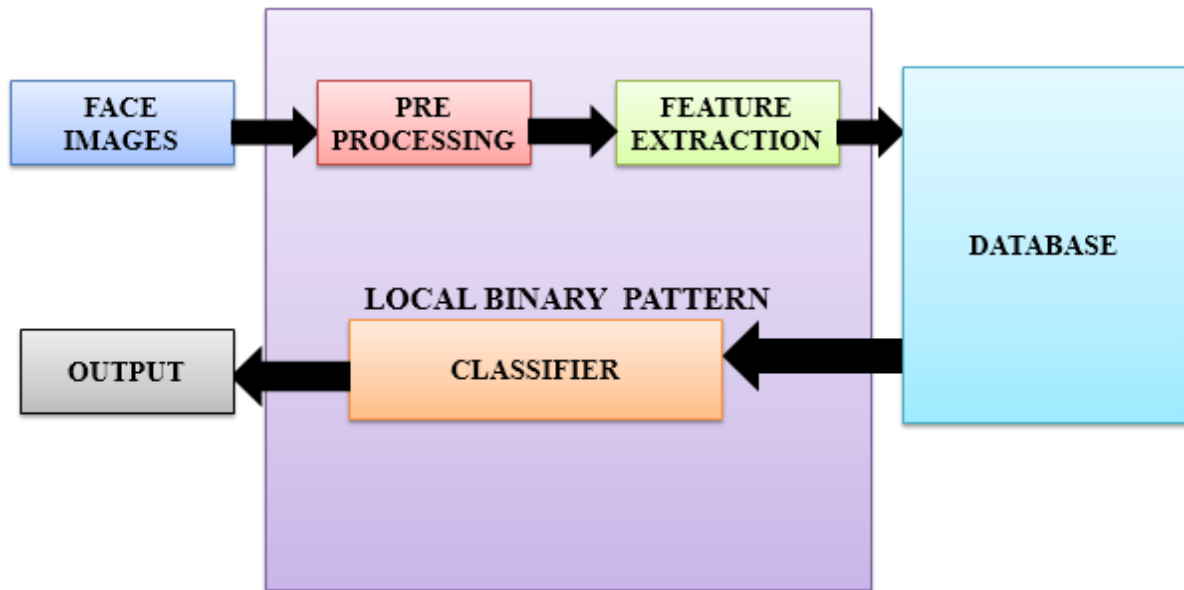 FACE
IMAGES
PRE
PROCESSING
FEATURE
EXTRACTION
DATABASE
LOCAL BINARY PATTERN
CLASSIFIER
OUTPUT